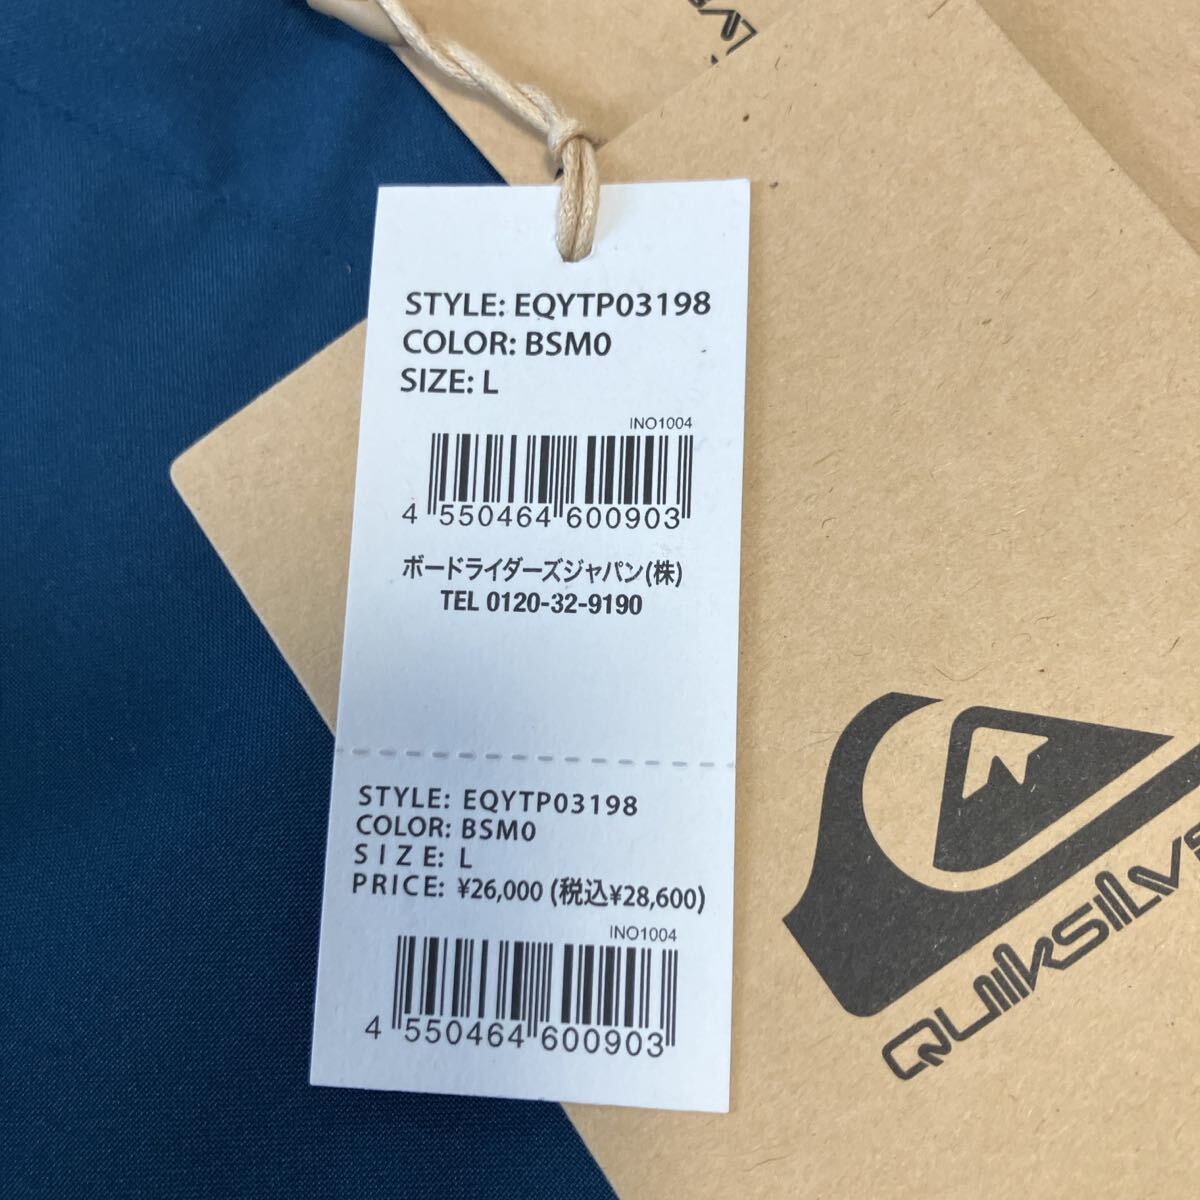 STYLE: EQYTP03198
COLOR: BSM0
SIZE: L
INO1004
4 550464 600903
ボードライダーズジャパン(株)
TEL 0120-32-9190
STYLE: EQYTP03198
COLOR: BSM0
SIZE: L
PRICE: ¥26,000 (税込¥28,600)
INO1004
4 550464 600903